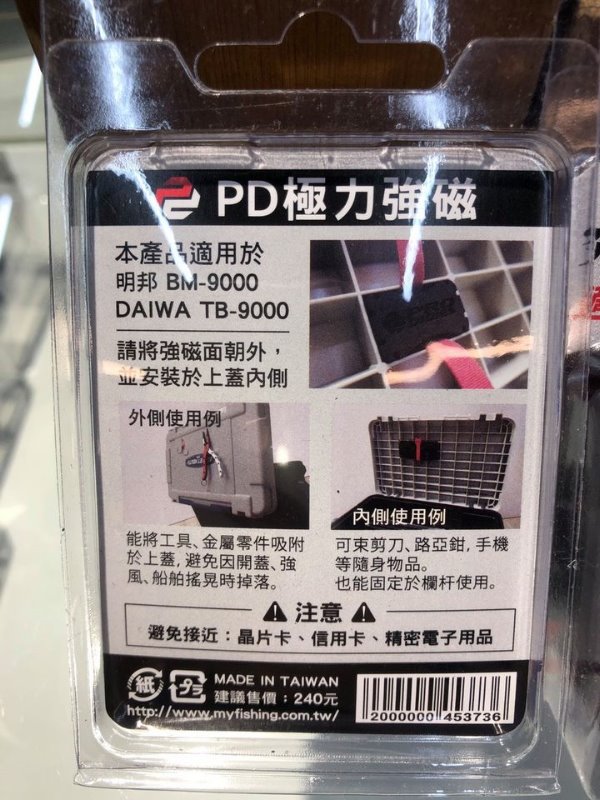 PD極力強磁
本產品適用於
明邦 BM-9000
DAIWA TB-9000
請將強磁面朝外，
並安裝於上蓋內側
外側使用例
能將工具、金屬零件吸附
於上蓋，避免因開蓋、強
風、船舶搖晃時掉落。
內側使用例
可束剪刀、路亞鉗，手機
等隨身物品。
也能固定於欄杆使用。
注意
避免接近：晶片卡、信用卡、精密電子用品
紙
プラ
MADE IN TAIWAN
建議售價：240元
http://www.myfishing.com.tw/
2000000 453736